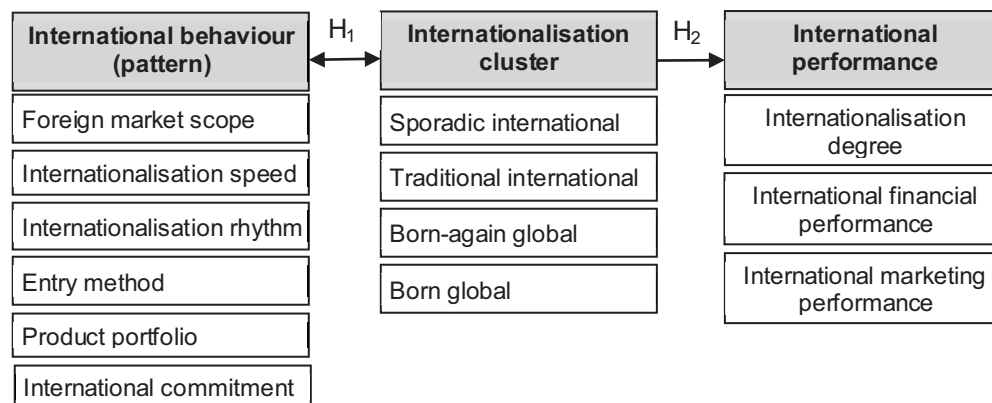 International behaviour
(pattern)
Foreign market scope
Internationalisation speed
Internationalisation rhythm
Entry method
Product portfolio
International commitment
H₁
Internationalisation
cluster
Sporadic international
Traditional international
Born-again global
Born global
H₂
International
performance
Internationalisation
degree
International financial
performance
International marketing
performance